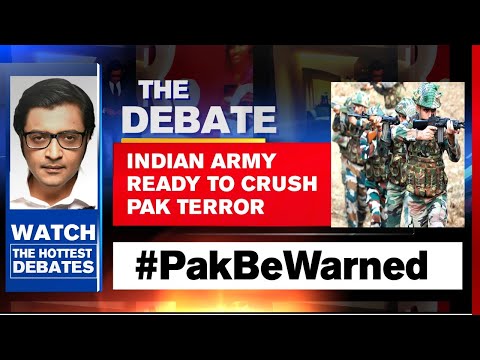 THE
DEBATE
INDIAN ARMY
READY TO CRUSH
PAK TERROR
WATCH
THE HOTTEST
DEBATES
#PakBeWarned